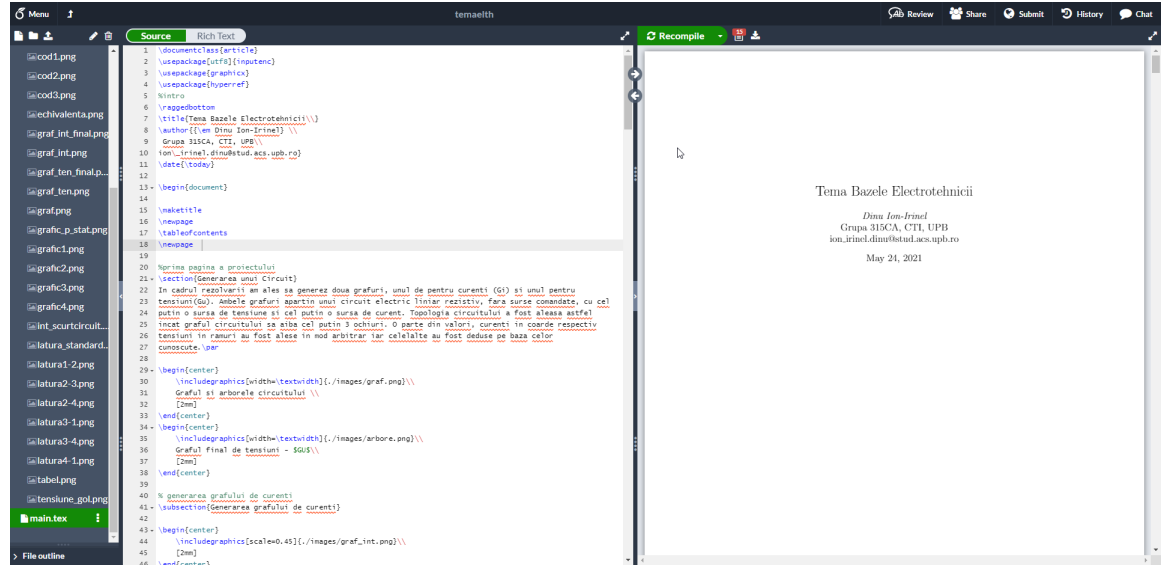 Menu
temaelth
Review
Share
Submit
History
Chat
Source
Rich Text
Recompile
15
cod1.png
cod2.png
cod3.png
echivalenta.png
graf_int_final.png
graf_int.png
graf_ten_final.p...
graf_ten.png
graf.png
grafic_p_stat.png
grafic1.png
grafic2.png
grafic3.png
grafic4.png
int_scurtcircuit....
latura_standard..
latura1-2.png
latura2-3.png
latura2-4.png
latura3-1.png
latura3-4.png
latura4-1.png
tabel.png
tensiune_gol.png
main.tex
File outline
1 \documentclass{article}
2 \usepackage[utf8]{inputenc}
3 \usepackage{graphicx}
4 \usepackage{hyperref}
5 %intro
6 \raggedbottom
7 \title{Tema Bazele Electrotehnicii\\}
8 \author{{\em Dinu Ion-Irinel} \\
9 Grupa 315CA, CTI, UPB\\
10 ion\_irinel.dinu@stud.acs.upb.ro}
11 \date{\today}
12
13 \begin{document}
14
15 \maketitle
16 \newpage
17 \tableofcontents
18 \newpage
19
20 %prima pagina a proiectului
21 \section{Generarea unui Circuit}
22 In cadrul rezolvarii am ales sa generez doua grafuri, unul de pentru curenti (Gi) si unul pentru
23 tensiuni(Gu). Ambele grafuri apartin unui circuit electric liniar rezistiv, fara surse comandate, cu cel
24 putin o sursa de tensiune si cel putin o sursa de curent. Topologia circuitului a fost aleasa astfel
25 incat graful circuitului sa aiba cel putin 3 ochiuri. O parte din valori, curenti in coarde respectiv
26 tensiuni in ramuri au fost alese in mod arbitrar iar celelalte au fost deduse pe baza celor
27 cunoscute.\par
28
29 \begin{center}
30 \includegraphics[width=\textwidth]{./images/graf.png}\\
31 Graful si arborele circuitului \\
32 [2mm]
33 \end{center}
34 \begin{center}
35 \includegraphics[width=\textwidth]{./images/arbore.png}\\
36 Graful final de tensiuni - $GU$\\
37 [2mm]
38 \end{center}
39
40 % generarea grafului de curenti
41 \subsection{Generarea grafului de curenti}
42
43 \begin{center}
44 \includegraphics[scale=0.45]{./images/graf_int.png}\\
45 [2mm]
46 \end{center}
Tema Bazele Electrotehnicii
Dinu Ion-Irinel
Grupa 315CA, CTI, UPB
ion_irinel.dinu@stud.acs.upb.ro
May 24, 2021